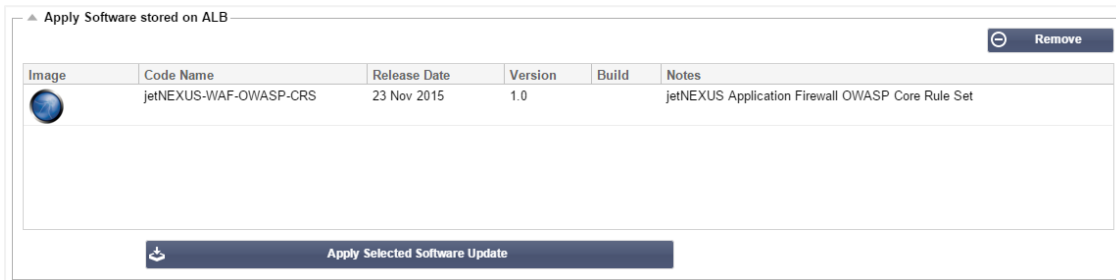 Apply Software stored on ALB
Remove
Image Code Name Release Date Version Build Notes
jetNEXUS-WAF-OWASP-CRS 23 Nov 2015 1.0 jetNEXUS Application Firewall OWASP Core Rule Set
Apply Selected Software Update